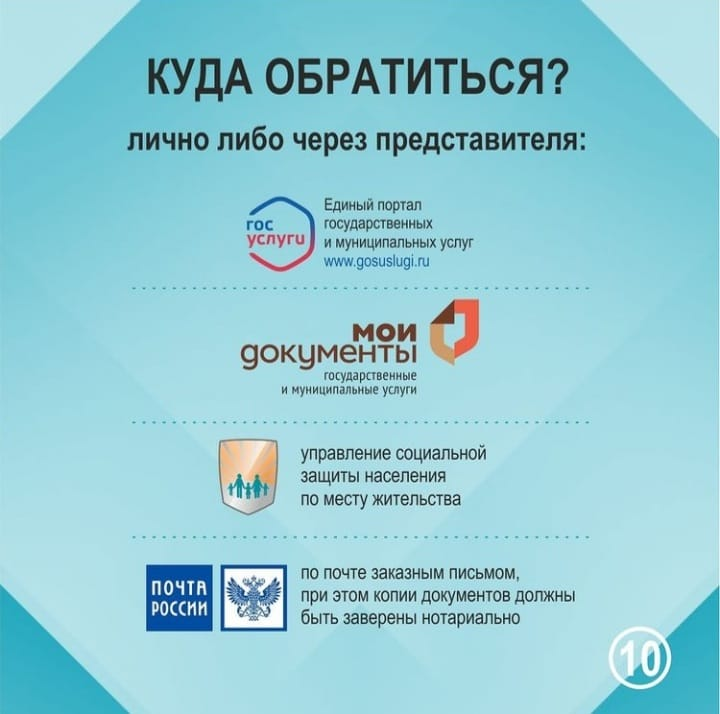 КУДА ОБРАТИТЬСЯ?
лично либо через представителя:
гос
услуги
Единый портал
государственных
и муниципальных услуг
www.gosuslugi.ru
мои
документы
государственные
и муниципальные услуги
управление социальной
защиты населения
по месту жительства
ПОЧТА
РОССИИ
по почте заказным письмом,
при этом копии документов должны
быть заверены нотариально
10